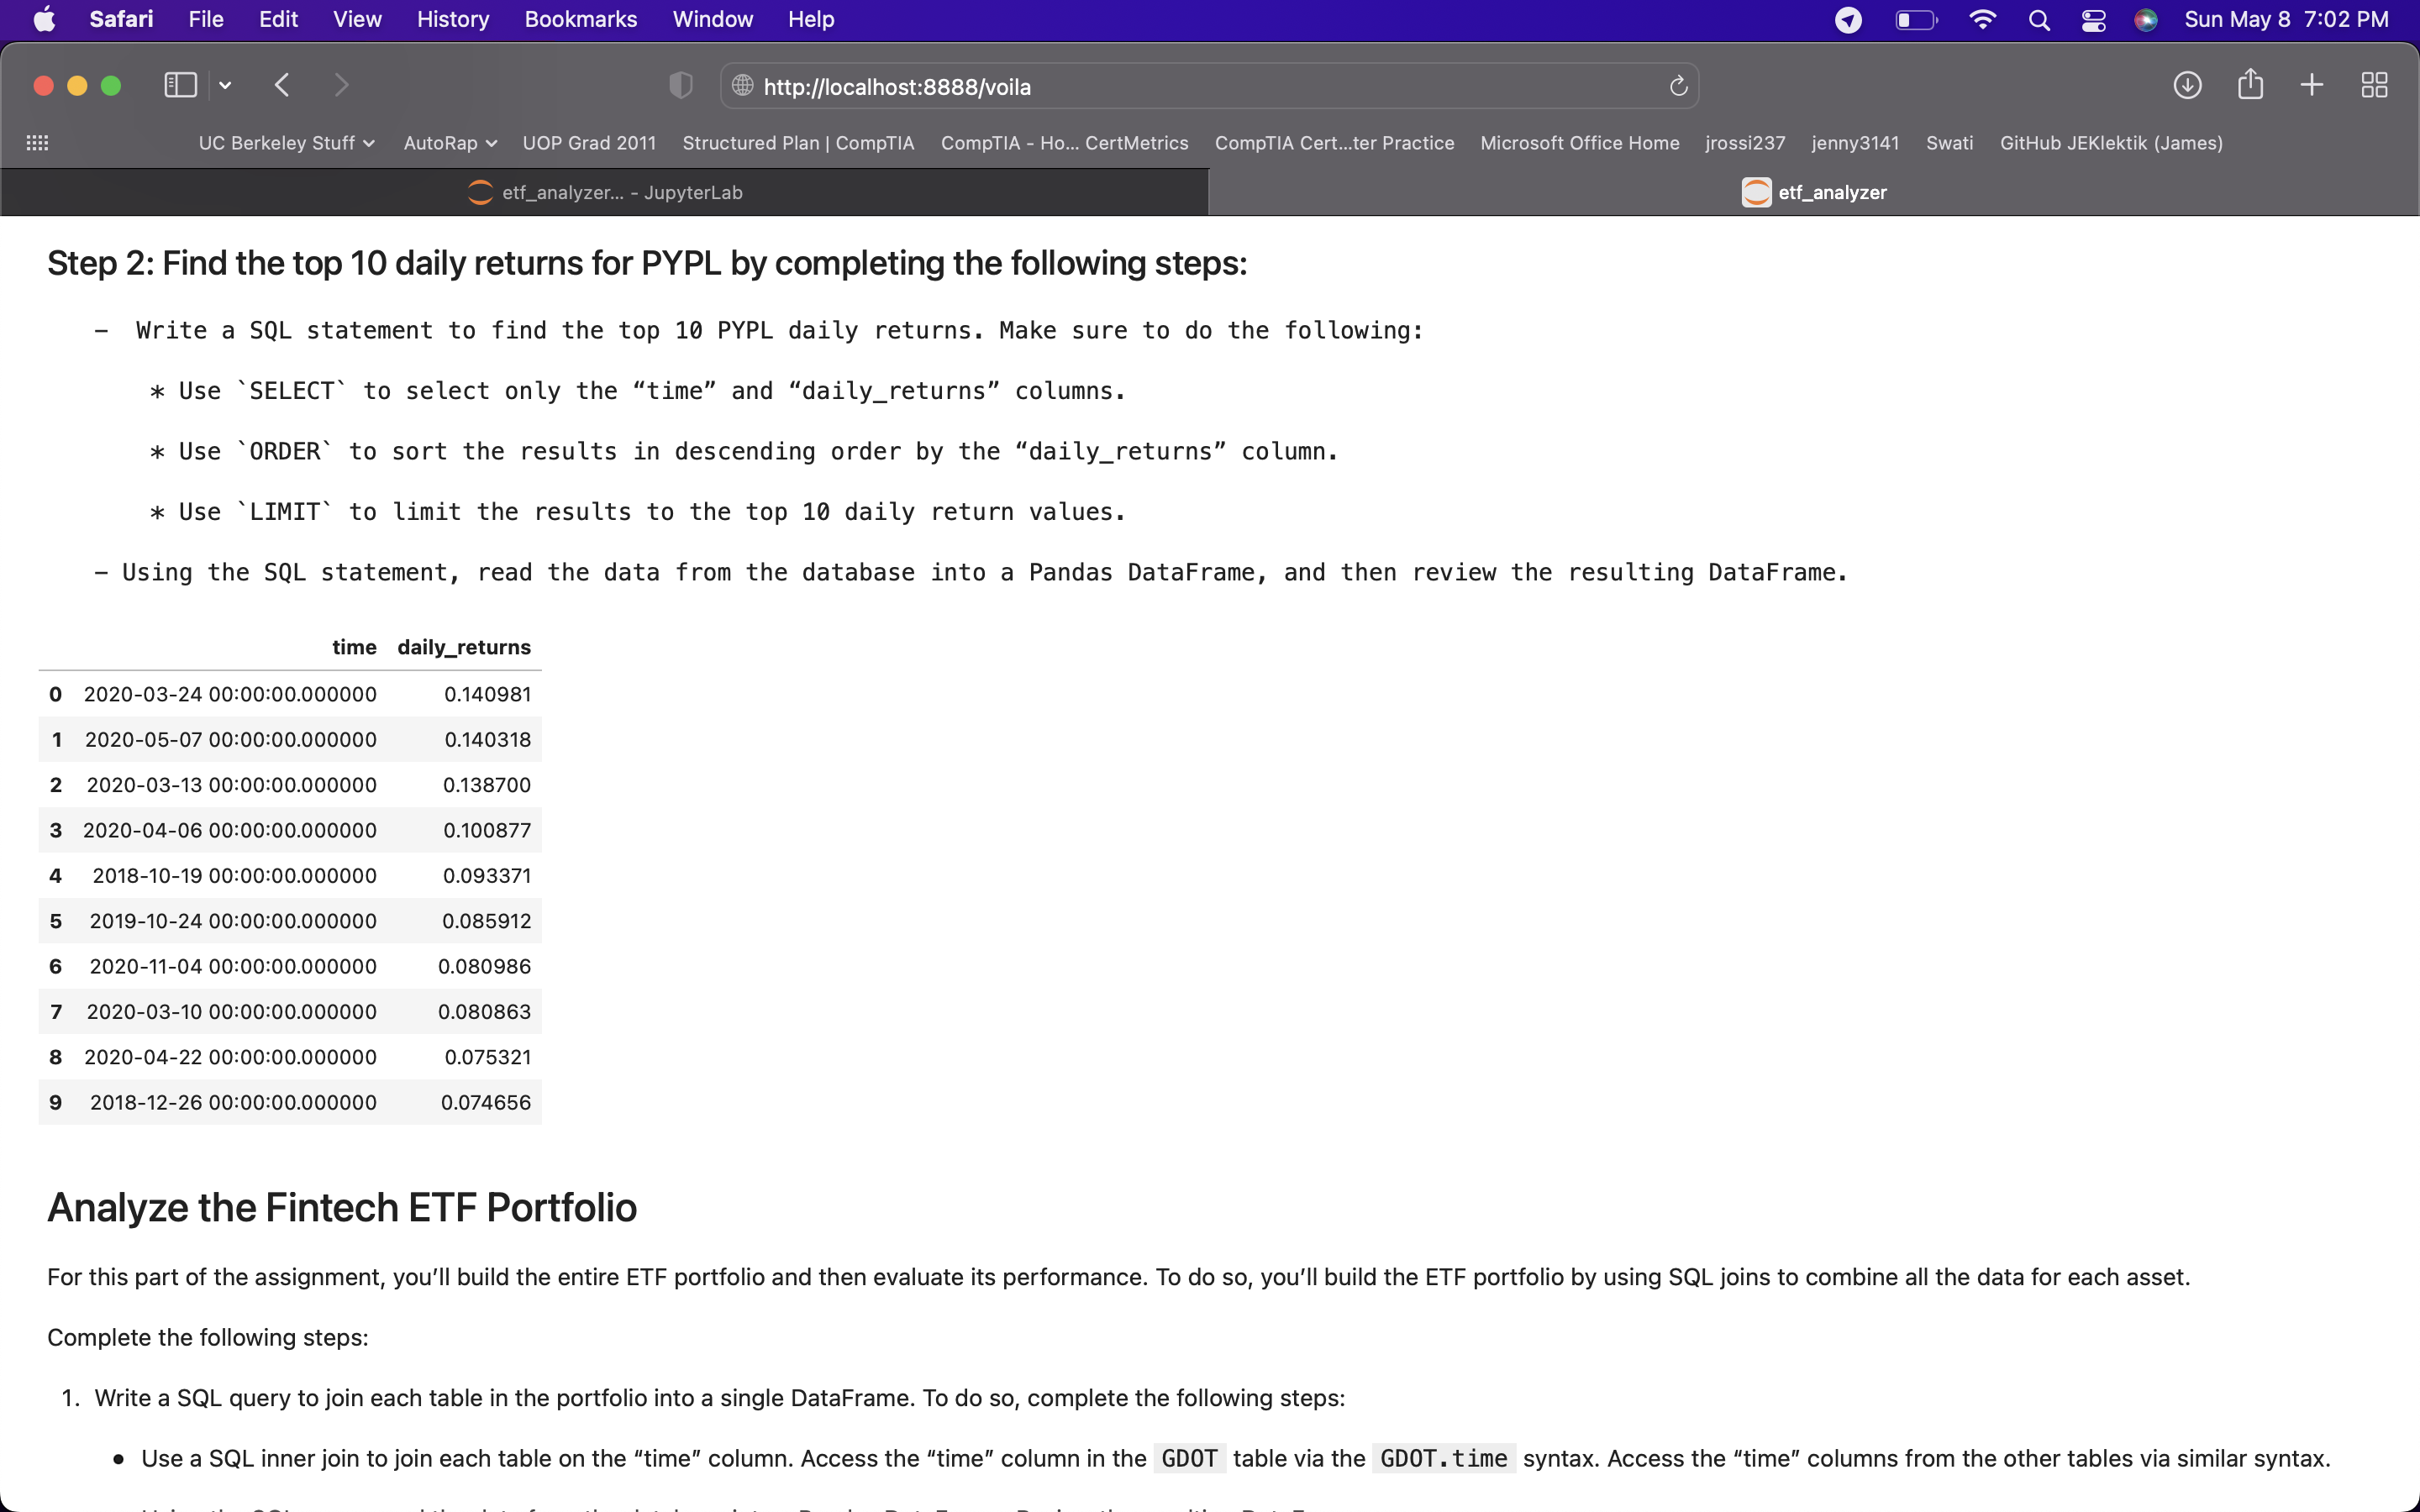 Safari File Edit View History Bookmarks Window Help Sun May 8 7:02 PM
http://localhost:8888/voila
UC Berkeley Stuff AutoRap UOP Grad 2011 Structured Plan | CompTIA CompTIA - Ho... CertMetrics CompTIA Cert...ter Practice Microsoft Office Home jrossi237 jenny3141 Swati GitHub JEKlektik (James)
etf_analyzer... - JupyterLab etf_analyzer
Step 2: Find the top 10 daily returns for PYPL by completing the following steps:
– Write a SQL statement to find the top 10 PYPL daily returns. Make sure to do the following:
* Use `SELECT` to select only the “time” and “daily_returns” columns.
* Use `ORDER` to sort the results in descending order by the “daily_returns” column.
* Use `LIMIT` to limit the results to the top 10 daily return values.
– Using the SQL statement, read the data from the database into a Pandas DataFrame, and then review the resulting DataFrame.
time daily_returns
0 2020-03-24 00:00:00.000000 0.140981
1 2020-05-07 00:00:00.000000 0.140318
2 2020-03-13 00:00:00.000000 0.138700
3 2020-04-06 00:00:00.000000 0.100877
4 2018-10-19 00:00:00.000000 0.093371
5 2019-10-24 00:00:00.000000 0.085912
6 2020-11-04 00:00:00.000000 0.080986
7 2020-03-10 00:00:00.000000 0.080863
8 2020-04-22 00:00:00.000000 0.075321
9 2018-12-26 00:00:00.000000 0.074656
Analyze the Fintech ETF Portfolio
For this part of the assignment, you’ll build the entire ETF portfolio and then evaluate its performance. To do so, you’ll build the ETF portfolio by using SQL joins to combine all the data for each asset.
Complete the following steps:
1. Write a SQL query to join each table in the portfolio into a single DataFrame. To do so, complete the following steps:
• Use a SQL inner join to join each table on the “time” column. Access the “time” column in the GDOT table via the GDOT.time syntax. Access the “time” columns from the other tables via similar syntax.